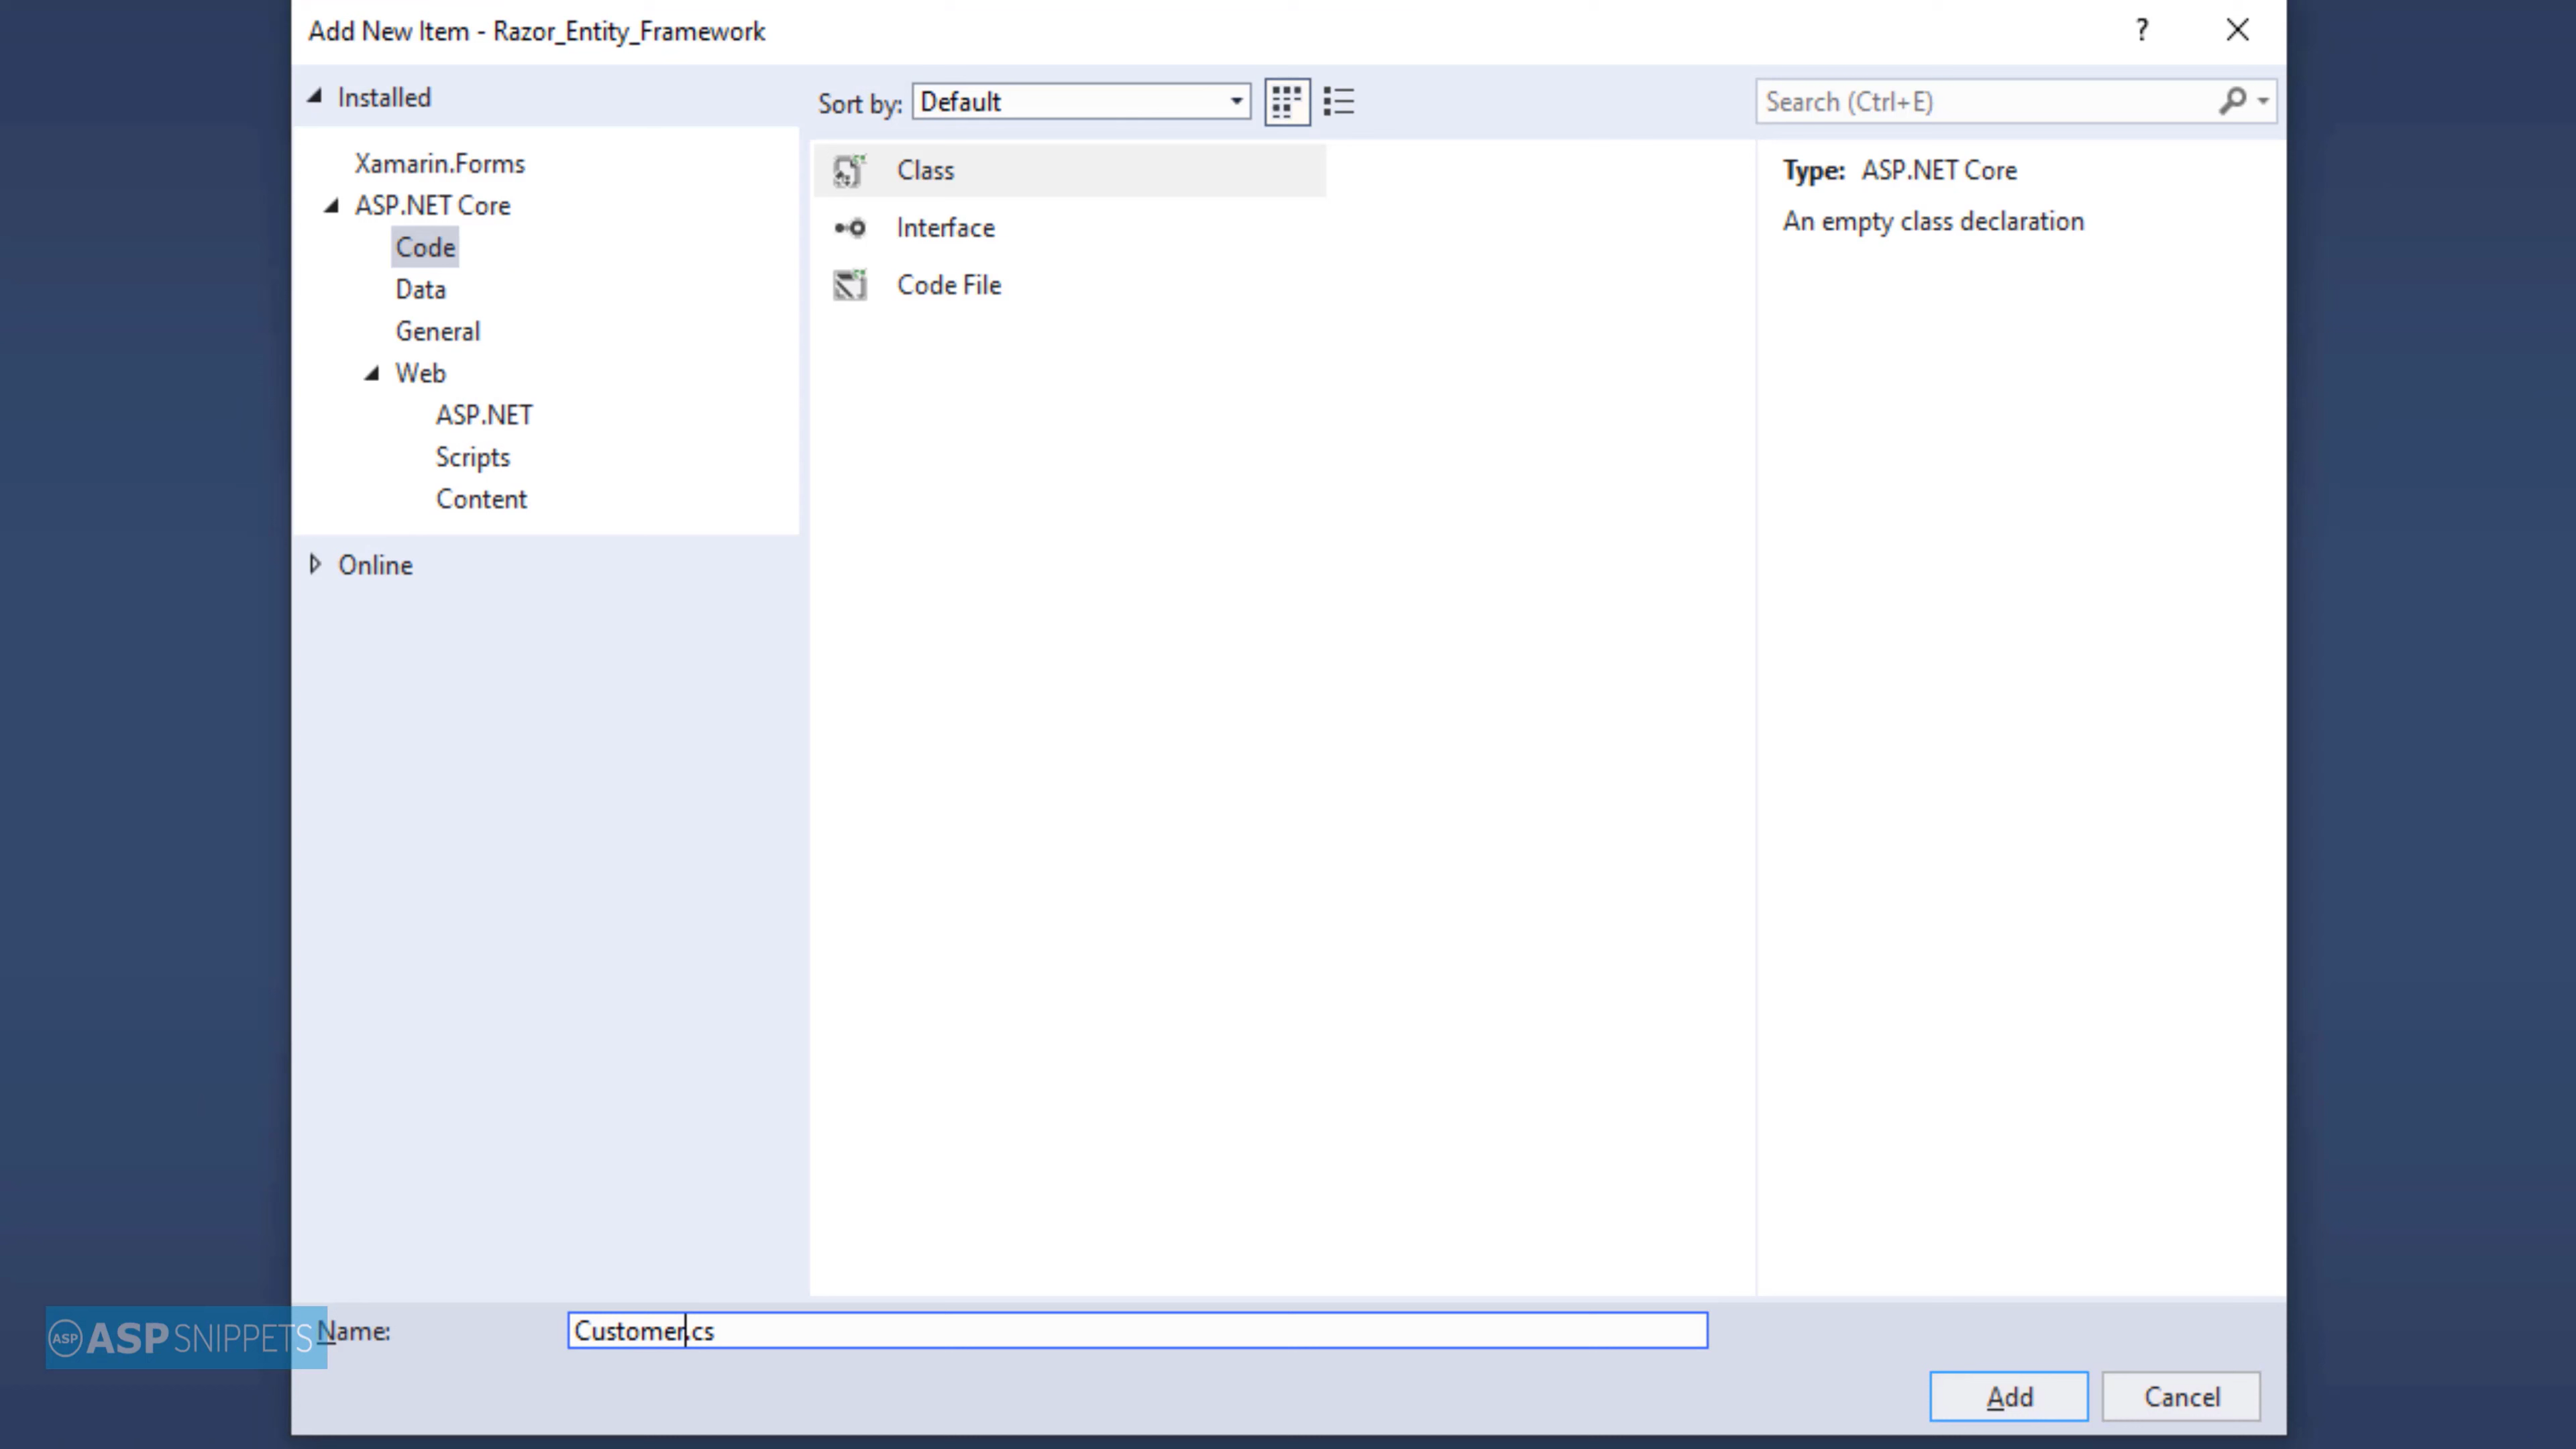 Add New Item - Razor_Entity_Framework
?
Installed
Sort by: Default
Search (Ctrl+E)
Xamarin.Forms
ASP.NET Core
Code
Data
General
Web
ASP.NET
Scripts
Content
Online
Class
Interface
Code File
Type: ASP.NET Core
An empty class declaration
ASP ASPSNIPPETS
Name: Customer.cs
Add Cancel